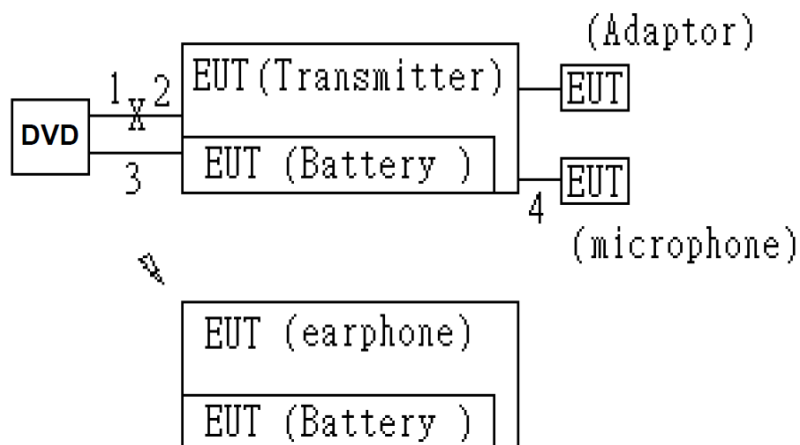 (Adaptor)
1 X 2
EUT (Transmitter)
EUT
DVD
3
EUT (Battery )
4
EUT
(microphone)
EUT (earphone)
EUT (Battery )